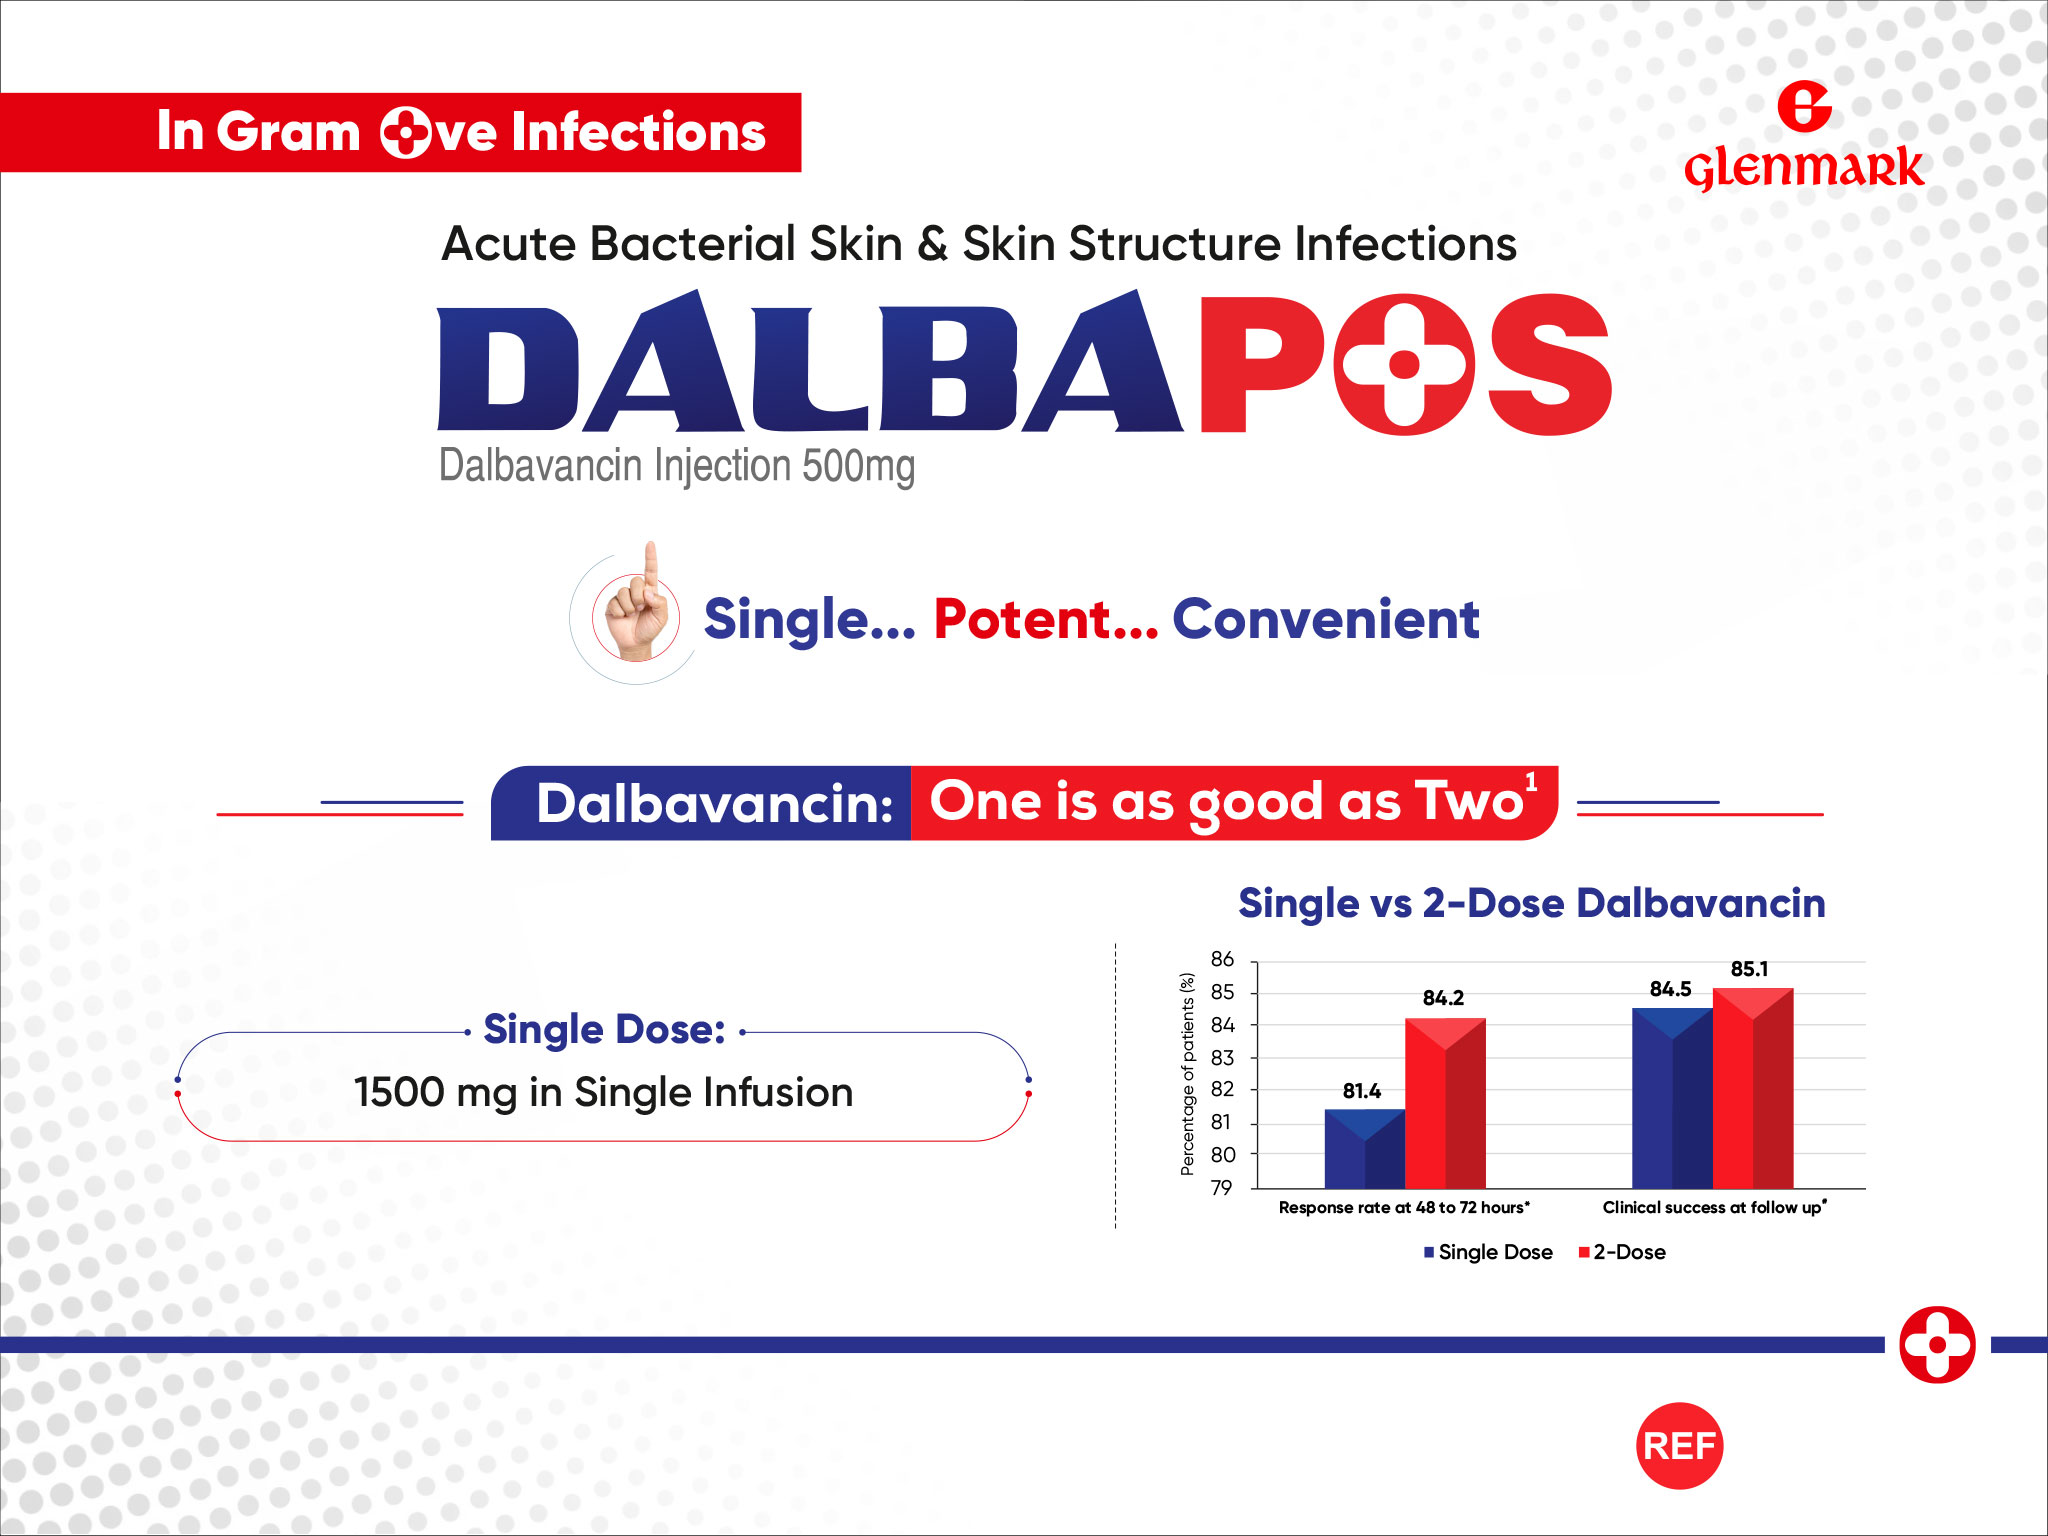 In Gram +ve Infections
GLENMARK
Acute Bacterial Skin & Skin Structure Infections
DALBAPOS
Dalbavancin Injection 500mg
Single... Potent... Convenient
Dalbavancin: One is as good as Two¹
Single Dose:
1500 mg in Single Infusion
Single vs 2-Dose Dalbavancin
Percentage of patients (%)
86
85
84
83
82
81
80
79
81.4
84.2
84.5
85.1
Response rate at 48 to 72 hours*
Clinical success at follow up#
Single Dose
2-Dose
REF